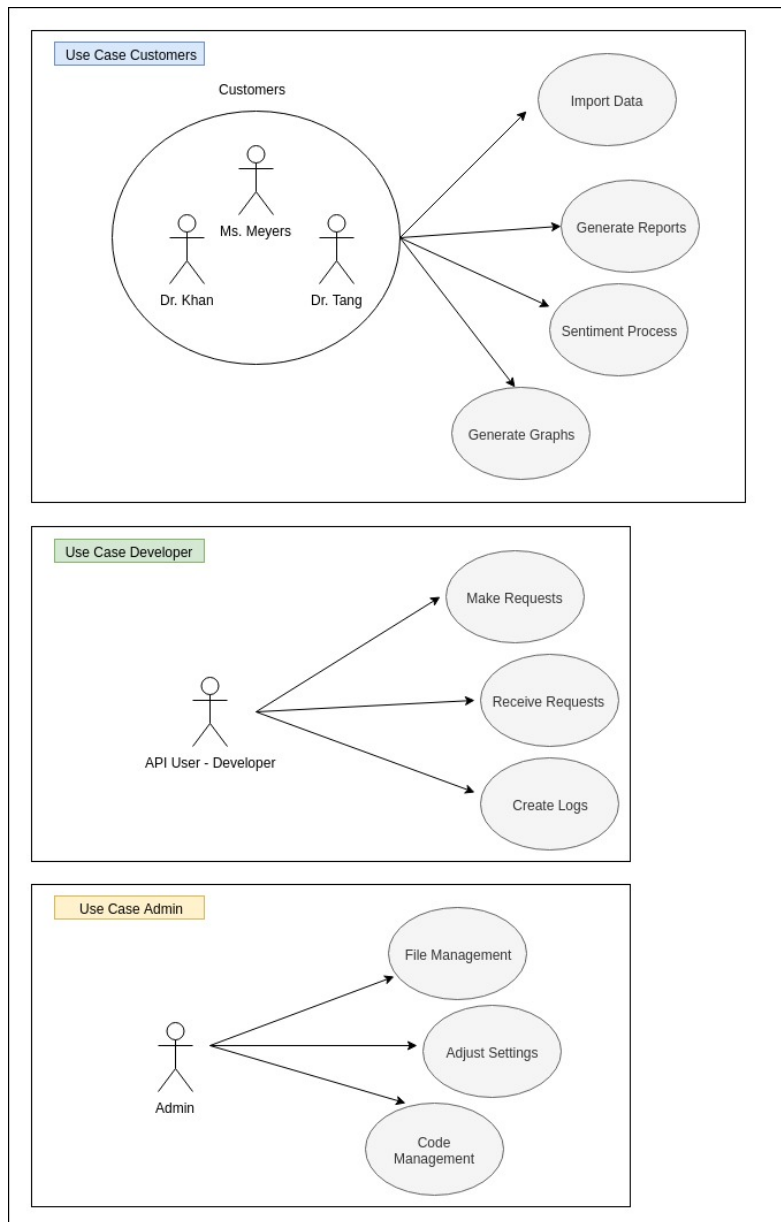 Use Case Customers
Customers
Import Data
Ms. Meyers
Generate Reports
Dr. Khan
Dr. Tang
Sentiment Process
Generate Graphs
Use Case Developer
Make Requests
Receive Requests
API User - Developer
Create Logs
Use Case Admin
File Management
Adjust Settings
Admin
Code
Management